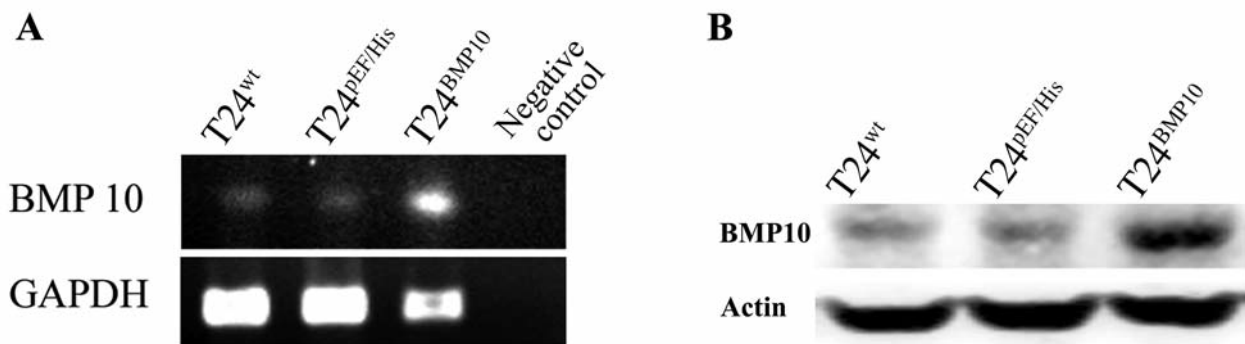 A
T24wt
T24pEF/His
T24BMP10
Negative
control
BMP 10
GAPDH
B
T24wt
T24pEF/His
T24BMP10
BMP10
Actin